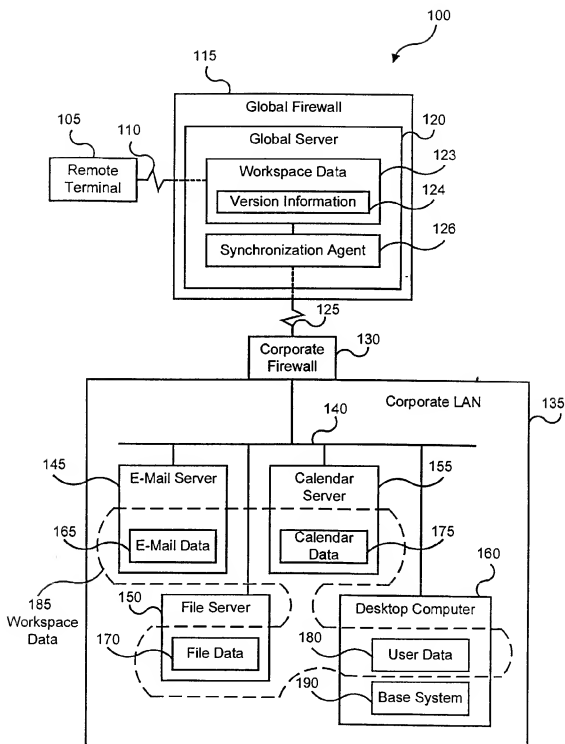 100
115
Global Firewall
105
110
120
Global Server
Remote
Terminal
Workspace Data
123
Version Information
124
Synchronization Agent
126
125
Corporate
Firewall
130
Corporate LAN
135
140
145
E-Mail Server
Calendar
Server
155
165
E-Mail Data
Calendar
Data
175
185
Workspace
Data
150
File Server
160
Desktop Computer
170
File Data
180
User Data
190
Base System